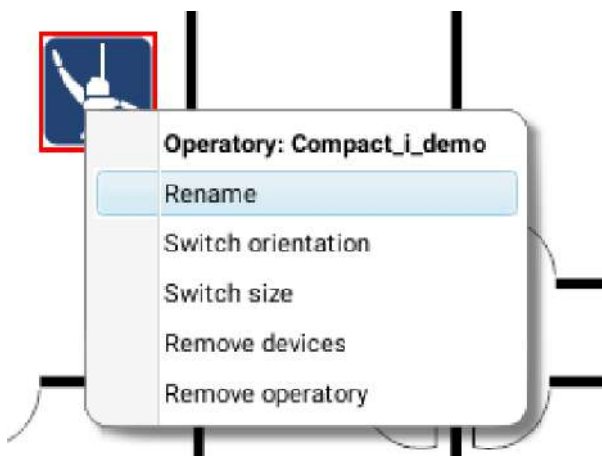 Operatory: Compact_i_demo
Rename
Switch orientation
Switch size
Remove devices
Remove operatory